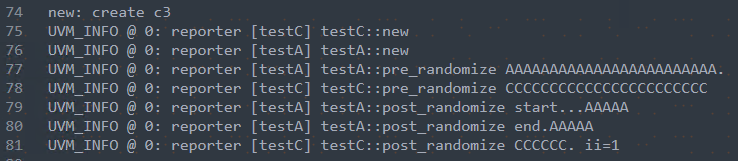 74 new: create c3
75 UVM_INFO @ 0: reporter [testC] testC::new
76 UVM_INFO @ 0: reporter [testA] testA::new
77 UVM_INFO @ 0: reporter [testA] testA::pre_randomize AAAAAAAAAAAAAAAAAAAAAAAA.
78 UVM_INFO @ 0: reporter [testC] testC::pre_randomize CCCCCCCCCCCCCCCCCCCCCCC
79 UVM_INFO @ 0: reporter [testA] testA::post_randomize start...AAAAA
80 UVM_INFO @ 0: reporter [testA] testA::post_randomize end.AAAAA
81 UVM_INFO @ 0: reporter [testC] testC::post_randomize CCCCCC. ii=1